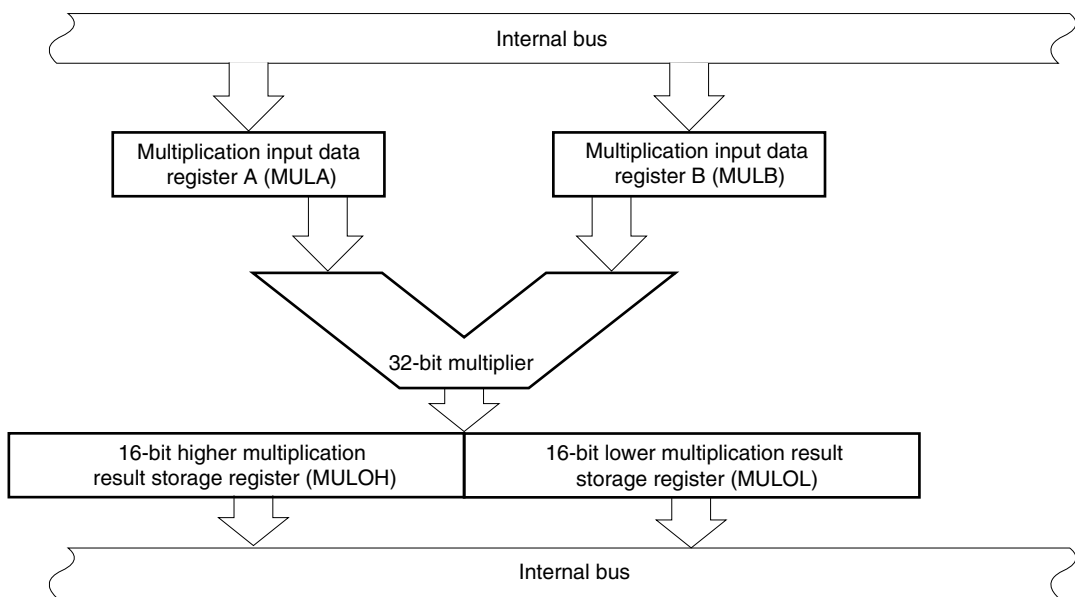 Internal bus
Multiplication input data
register A (MULA)
Multiplication input data
register B (MULB)
32-bit multiplier
16-bit higher multiplication
result storage register (MULOH)
16-bit lower multiplication result
storage register (MULOL)
Internal bus